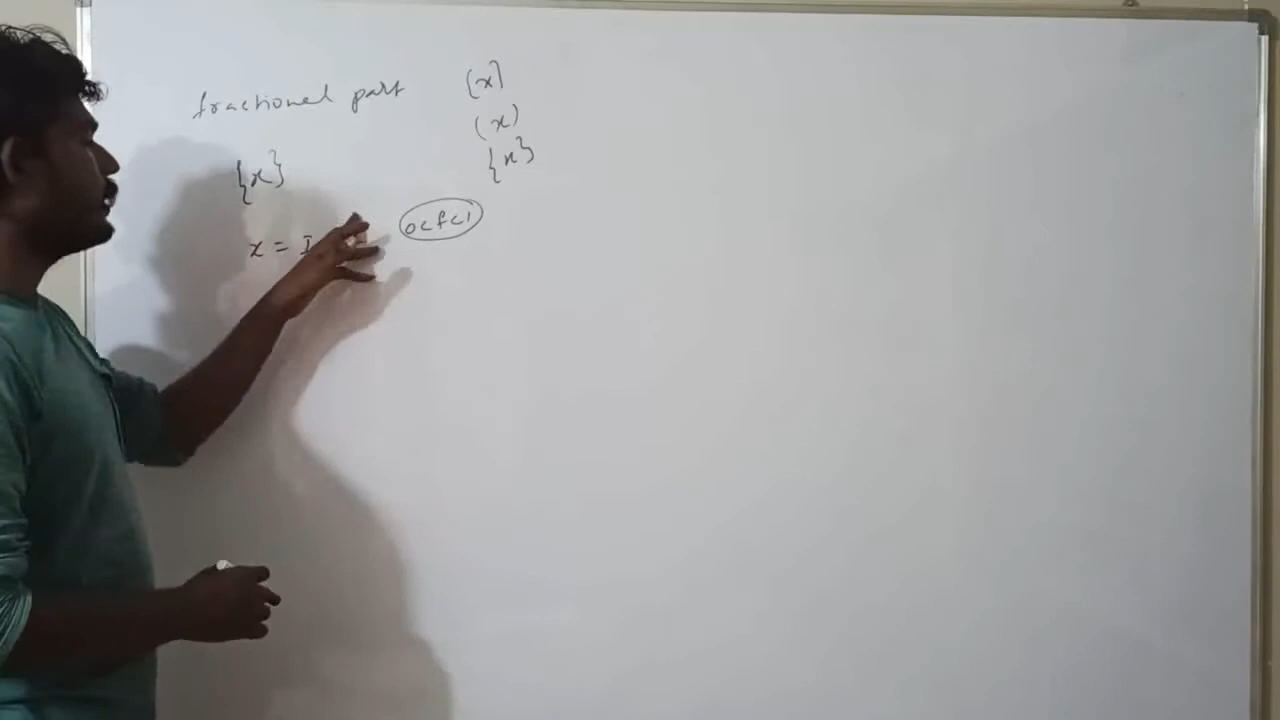 fractional part [x]
(x)
{x} {x}
x = I 0<f<1